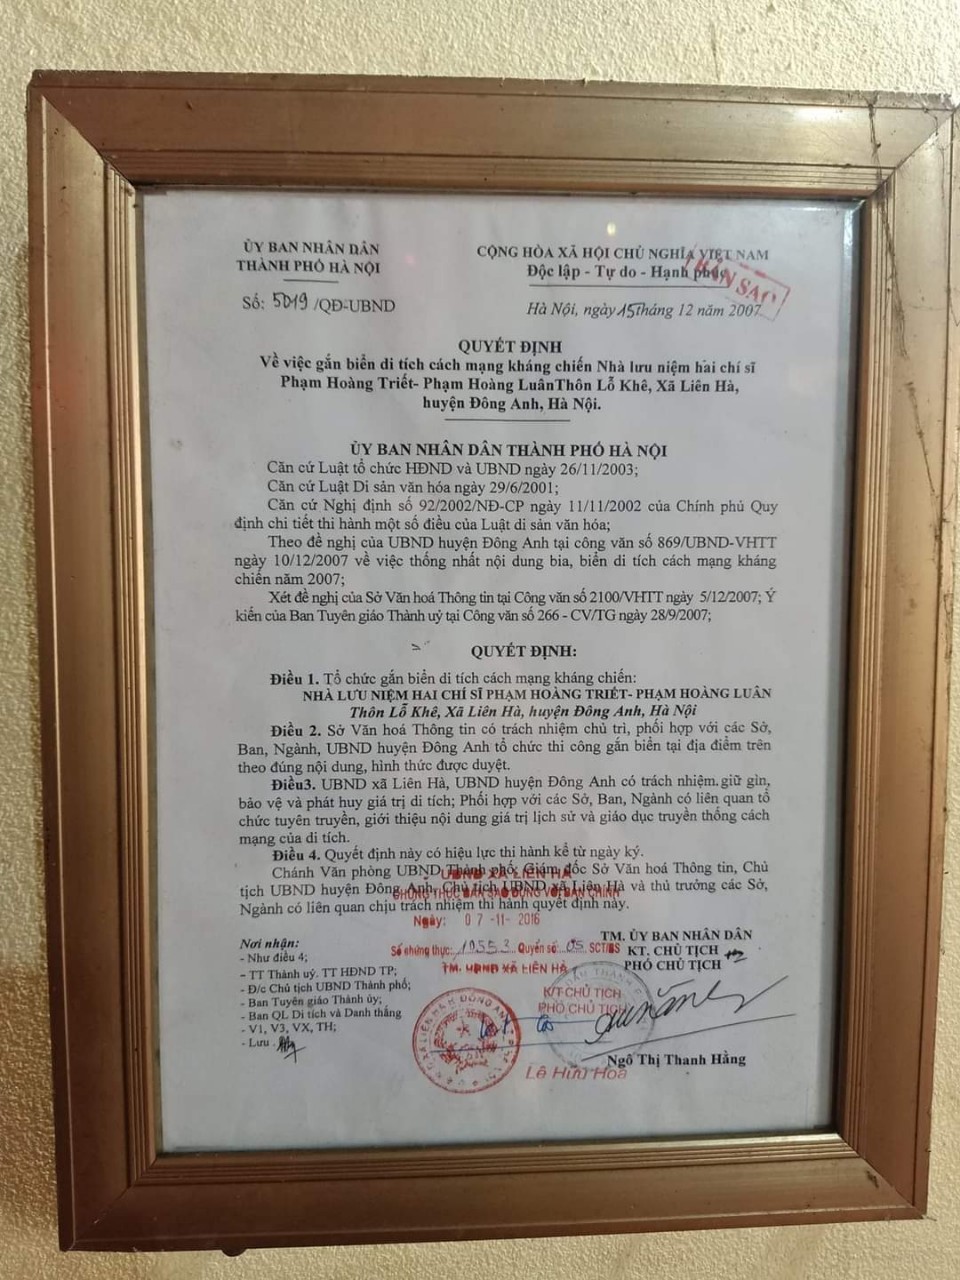 ỦY BAN NHÂN DÂN
THÀNH PHỐ HÀ NỘI
CỘNG HÒA XÃ HỘI CHỦ NGHĨA VIỆT NAM
Độc lập - Tự do - Hạnh phúc
BẢN SAO
Số: 5019/QĐ-UBND
Hà Nội, ngày 15 tháng 12 năm 2007
QUYẾT ĐỊNH
Về việc gắn biển di tích cách mạng kháng chiến Nhà lưu niệm hai chí sĩ
Phạm Hoàng Triết- Phạm Hoàng LuânThôn Lỗ Khê, Xã Liên Hà,
huyện Đông Anh, Hà Nội.
ỦY BAN NHÂN DÂN THÀNH PHỐ HÀ NỘI
Căn cứ Luật tổ chức HĐND và UBND ngày 26/11/2003;
Căn cứ Luật Di sản văn hóa ngày 29/6/2001;
Căn cứ Nghị định số 92/2002/NĐ-CP ngày 11/11/2002 của Chính phủ Quy
định chi tiết thi hành một số điều của Luật di sản văn hóa;
Theo đề nghị của UBND huyện Đông Anh tại công văn số 869/UBND-VHTT
ngày 10/12/2007 về việc thống nhất nội dung bia, biển di tích cách mạng kháng
chiến năm 2007;
Xét đề nghị của Sở Văn hoá Thông tin tại Công văn số 2100/VHTT ngày 5/12/2007; Ý
kiến của Ban Tuyên giáo Thành uỷ tại Công văn số 266 - CV/TG ngày 28/9/2007;
QUYẾT ĐỊNH:
Điều 1. Tổ chức gắn biển di tích cách mạng kháng chiến:
NHÀ LƯU NIỆM HAI CHÍ SĨ PHẠM HOÀNG TRIẾT- PHẠM HOÀNG LUÂN
Thôn Lỗ Khê, Xã Liên Hà, huyện Đông Anh, Hà Nội
Điều 2. Sở Văn hoá Thông tin có trách nhiệm chủ trì, phối hợp với các Sở,
Ban, Ngành, UBND huyện Đông Anh tổ chức thi công gắn biển tại địa điểm trên
theo đúng nội dung, hình thức được duyệt.
Điều3. UBND xã Liên Hà, UBND huyện Đông Anh có trách nhiệm giữ gìn,
bảo vệ và phát huy giá trị di tích; Phối hợp với các Sở, Ban, Ngành có liên quan tổ
chức tuyên truyền, giới thiệu nội dung giá trị lịch sử và giáo dục truyền thống cách
mạng của di tích.
Điều 4. Quyết định này có hiệu lực thi hành kể từ ngày ký.
Chánh Văn phòng UBND Thành phố, Giám đốc Sở Văn hoá Thông tin, Chủ
tịch UBND huyện Đông Anh, Chủ tịch UBND xã Liên Hà và thủ trưởng các Sở,
Ngành có liên quan chịu trách nhiệm thi hành quyết định này.
UBND XÃ LIÊN HÀ
CHỨNG THỰC BẢN SAO ĐÚNG VỚI BẢN CHÍNH
Ngày: 07-11-2016
Số chứng thực: 10553 Quyển số: 05 SCT/BS
TM. UBND XÃ LIÊN HÀ
K/T CHỦ TỊCH
PHÓ CHỦ TỊCH
Lê Hữu Hoà
Nơi nhận:
- Như điều 4;
- TT Thành uỷ. TT HĐND TP;
- Đ/c Chủ tịch UBND Thành phố;
- Ban Tuyên giáo Thành ủy;
- Ban QL Di tích và Danh thắng
- V1, V3, VX, TH;
- Lưu.
TM. ỦY BAN NHÂN DÂN
KT. CHỦ TỊCH
PHÓ CHỦ TỊCH
Ngô Thị Thanh Hằng